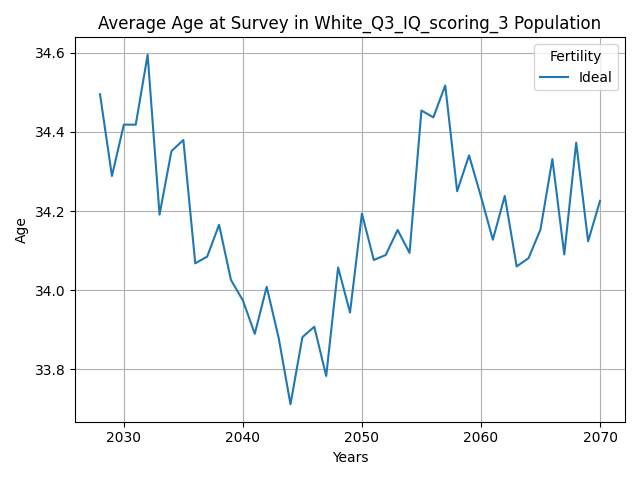 Average Age at Survey in White_Q3_IQ_scoring_3 Population
Fertility
Ideal
34.6
34.4
34.2
34.0
33.8
Age
2030 2040 2050 2060 2070
Years